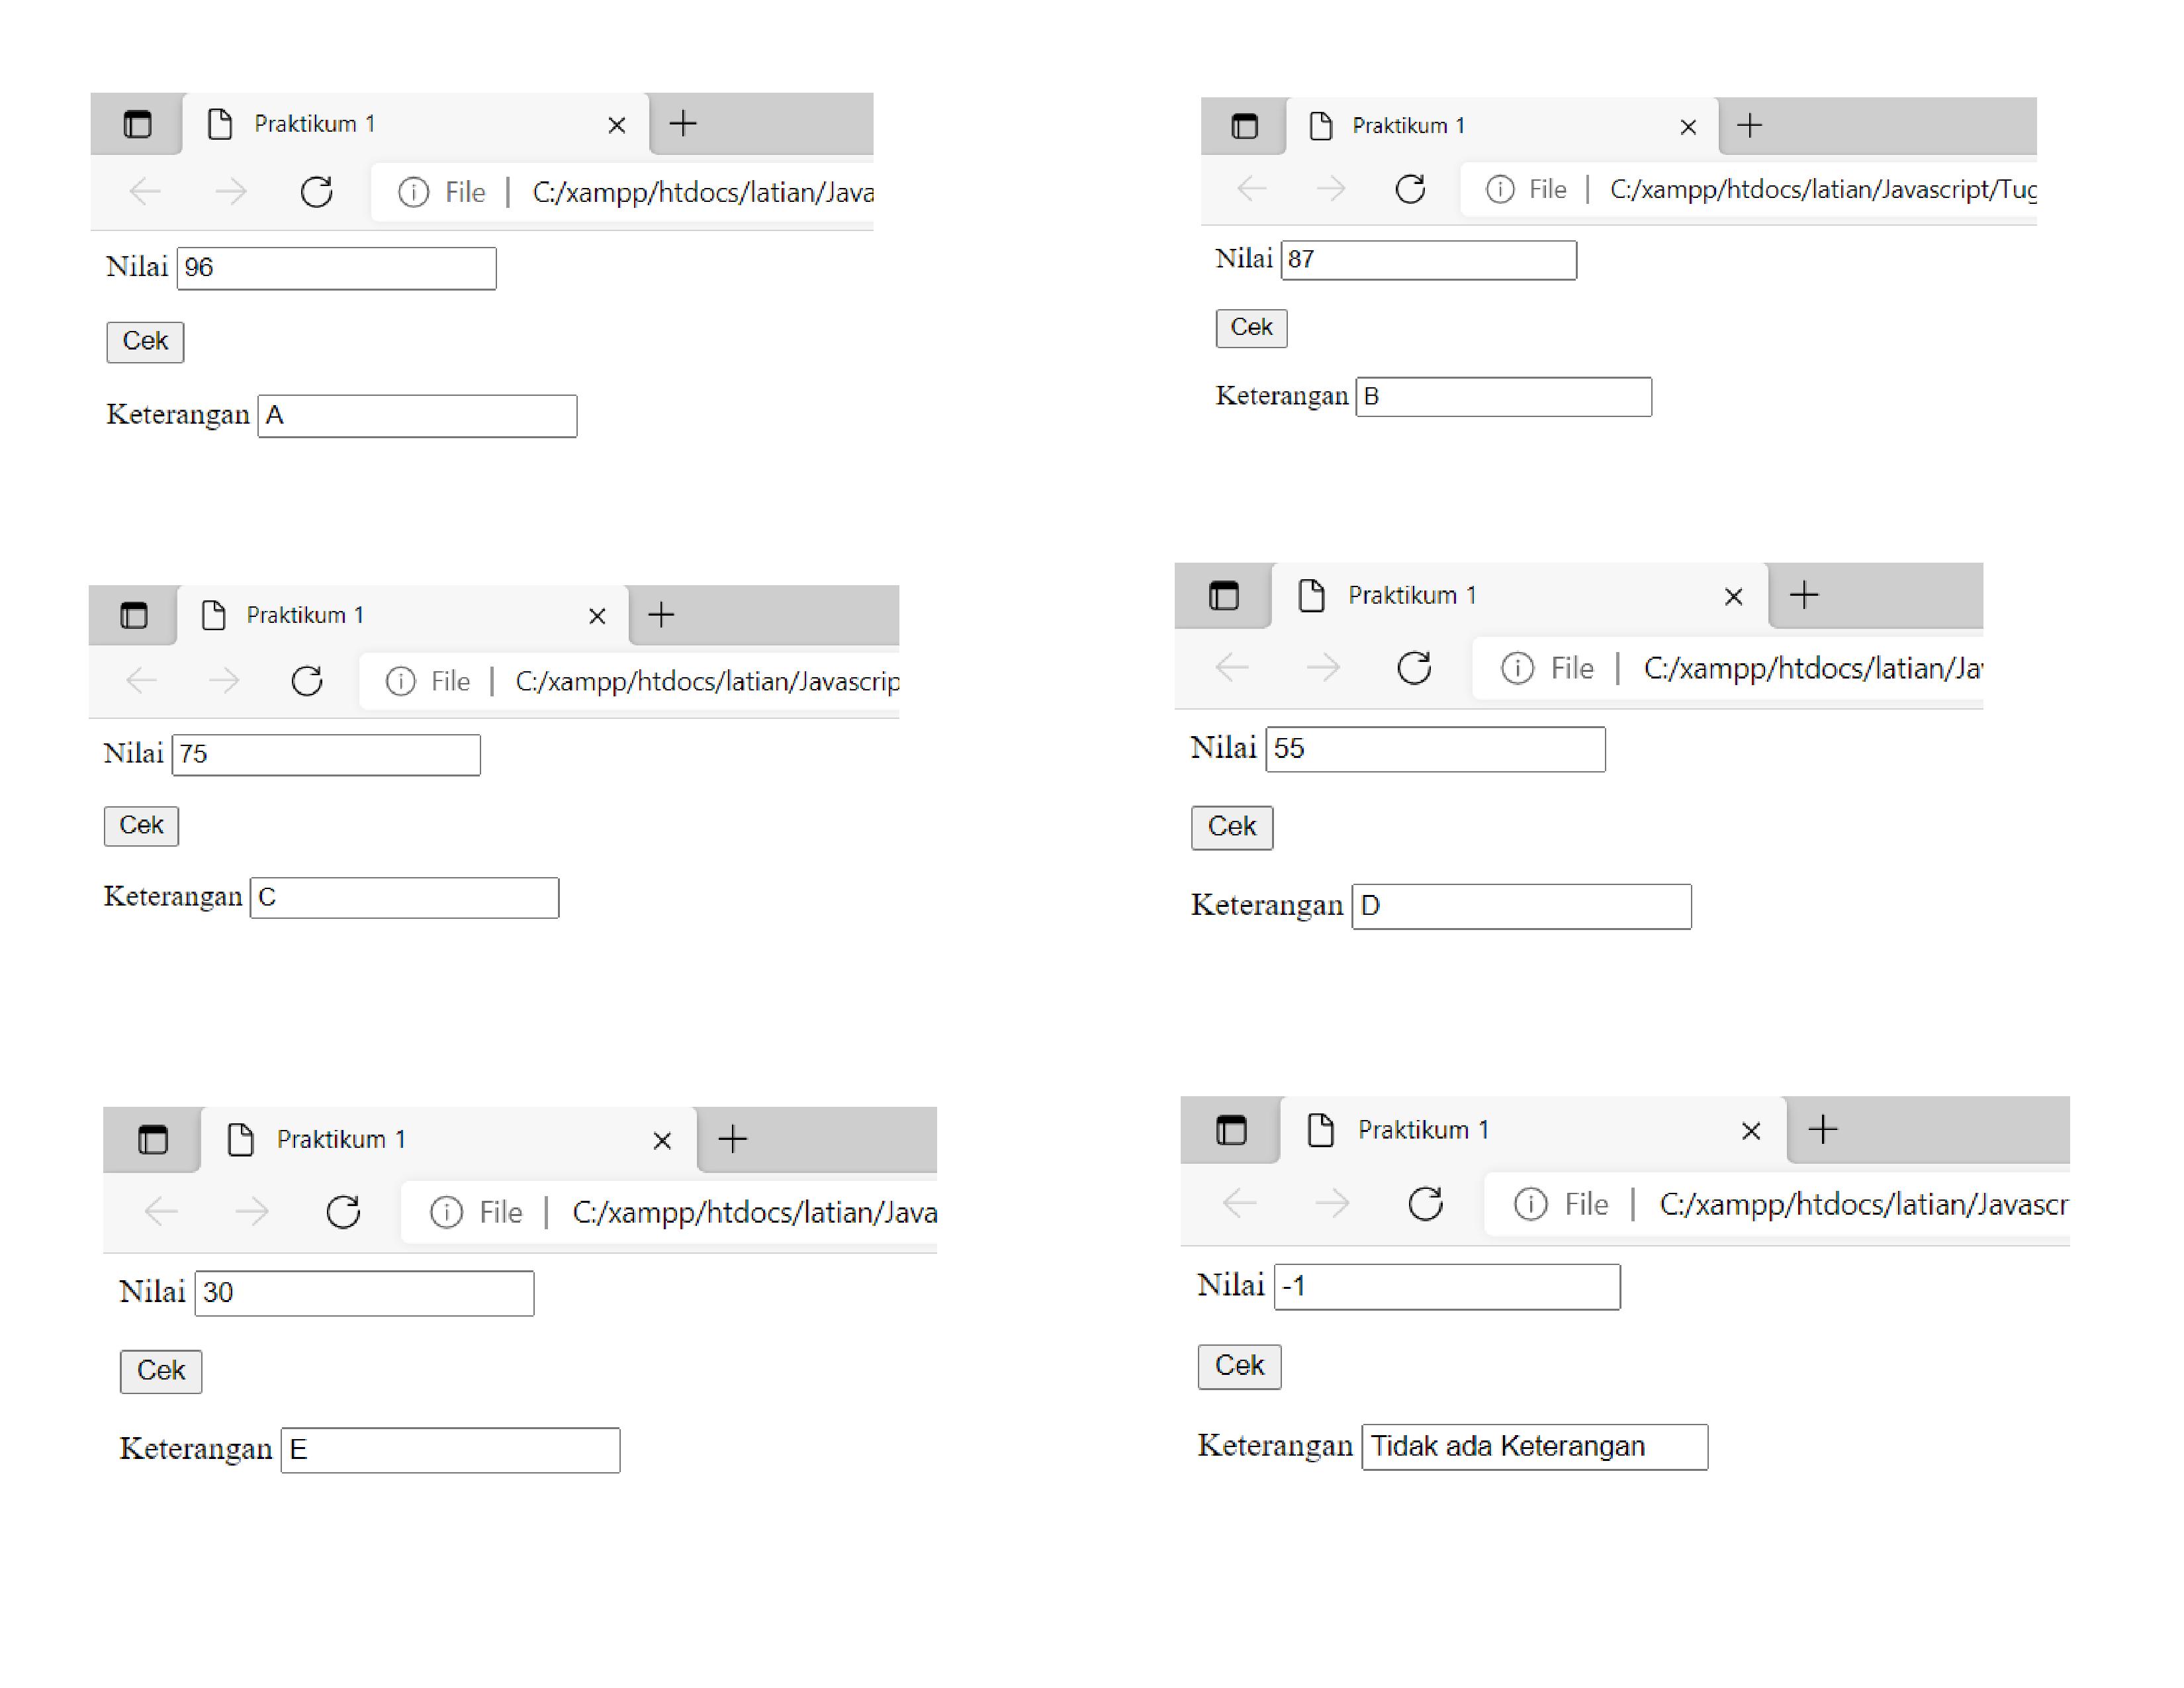 Praktikum 1
File C:/xampp/htdocs/latian/Java
Nilai 96
Cek
Keterangan A
Praktikum 1
File C:/xampp/htdocs/latian/Javascript/Tug
Nilai 87
Cek
Keterangan B
Praktikum 1
File C:/xampp/htdocs/latian/Javascrip
Nilai 75
Cek
Keterangan C
Praktikum 1
File C:/xampp/htdocs/latian/Jav
Nilai 55
Cek
Keterangan D
Praktikum 1
File C:/xampp/htdocs/latian/Java
Nilai 30
Cek
Keterangan E
Praktikum 1
File C:/xampp/htdocs/latian/Javascr
Nilai -1
Cek
Keterangan Tidak ada Keterangan